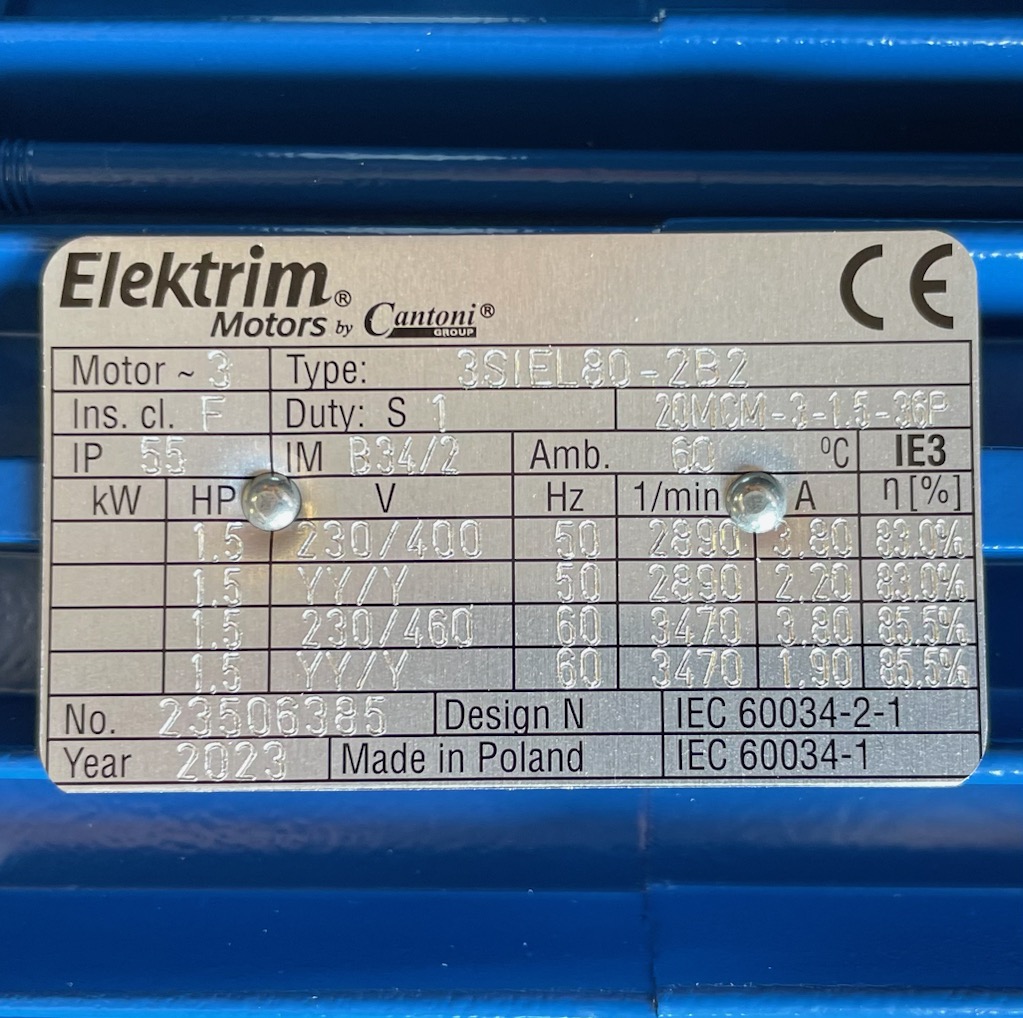 Elektrim®
Motors by Cantoni®
GROUP
CE
Motor ~ 3 Type: 3SIEL80-2B2
Ins. cl. F Duty: S 1 20MCM-3-1.5-36P
IP 55 IM B34/2 Amb. 60 ºC IE3
kW HP V Hz 1/min A η[%]
1.5 230/400 50 2890 3.80 83.0%
1.5 YY/Y 50 2890 2.20 83.0%
1.5 230/460 60 3470 3.80 85.5%
1.5 YY/Y 60 3470 1.90 85.5%
No. 23506385 Design N IEC 60034-2-1
Year 2023 Made in Poland IEC 60034-1